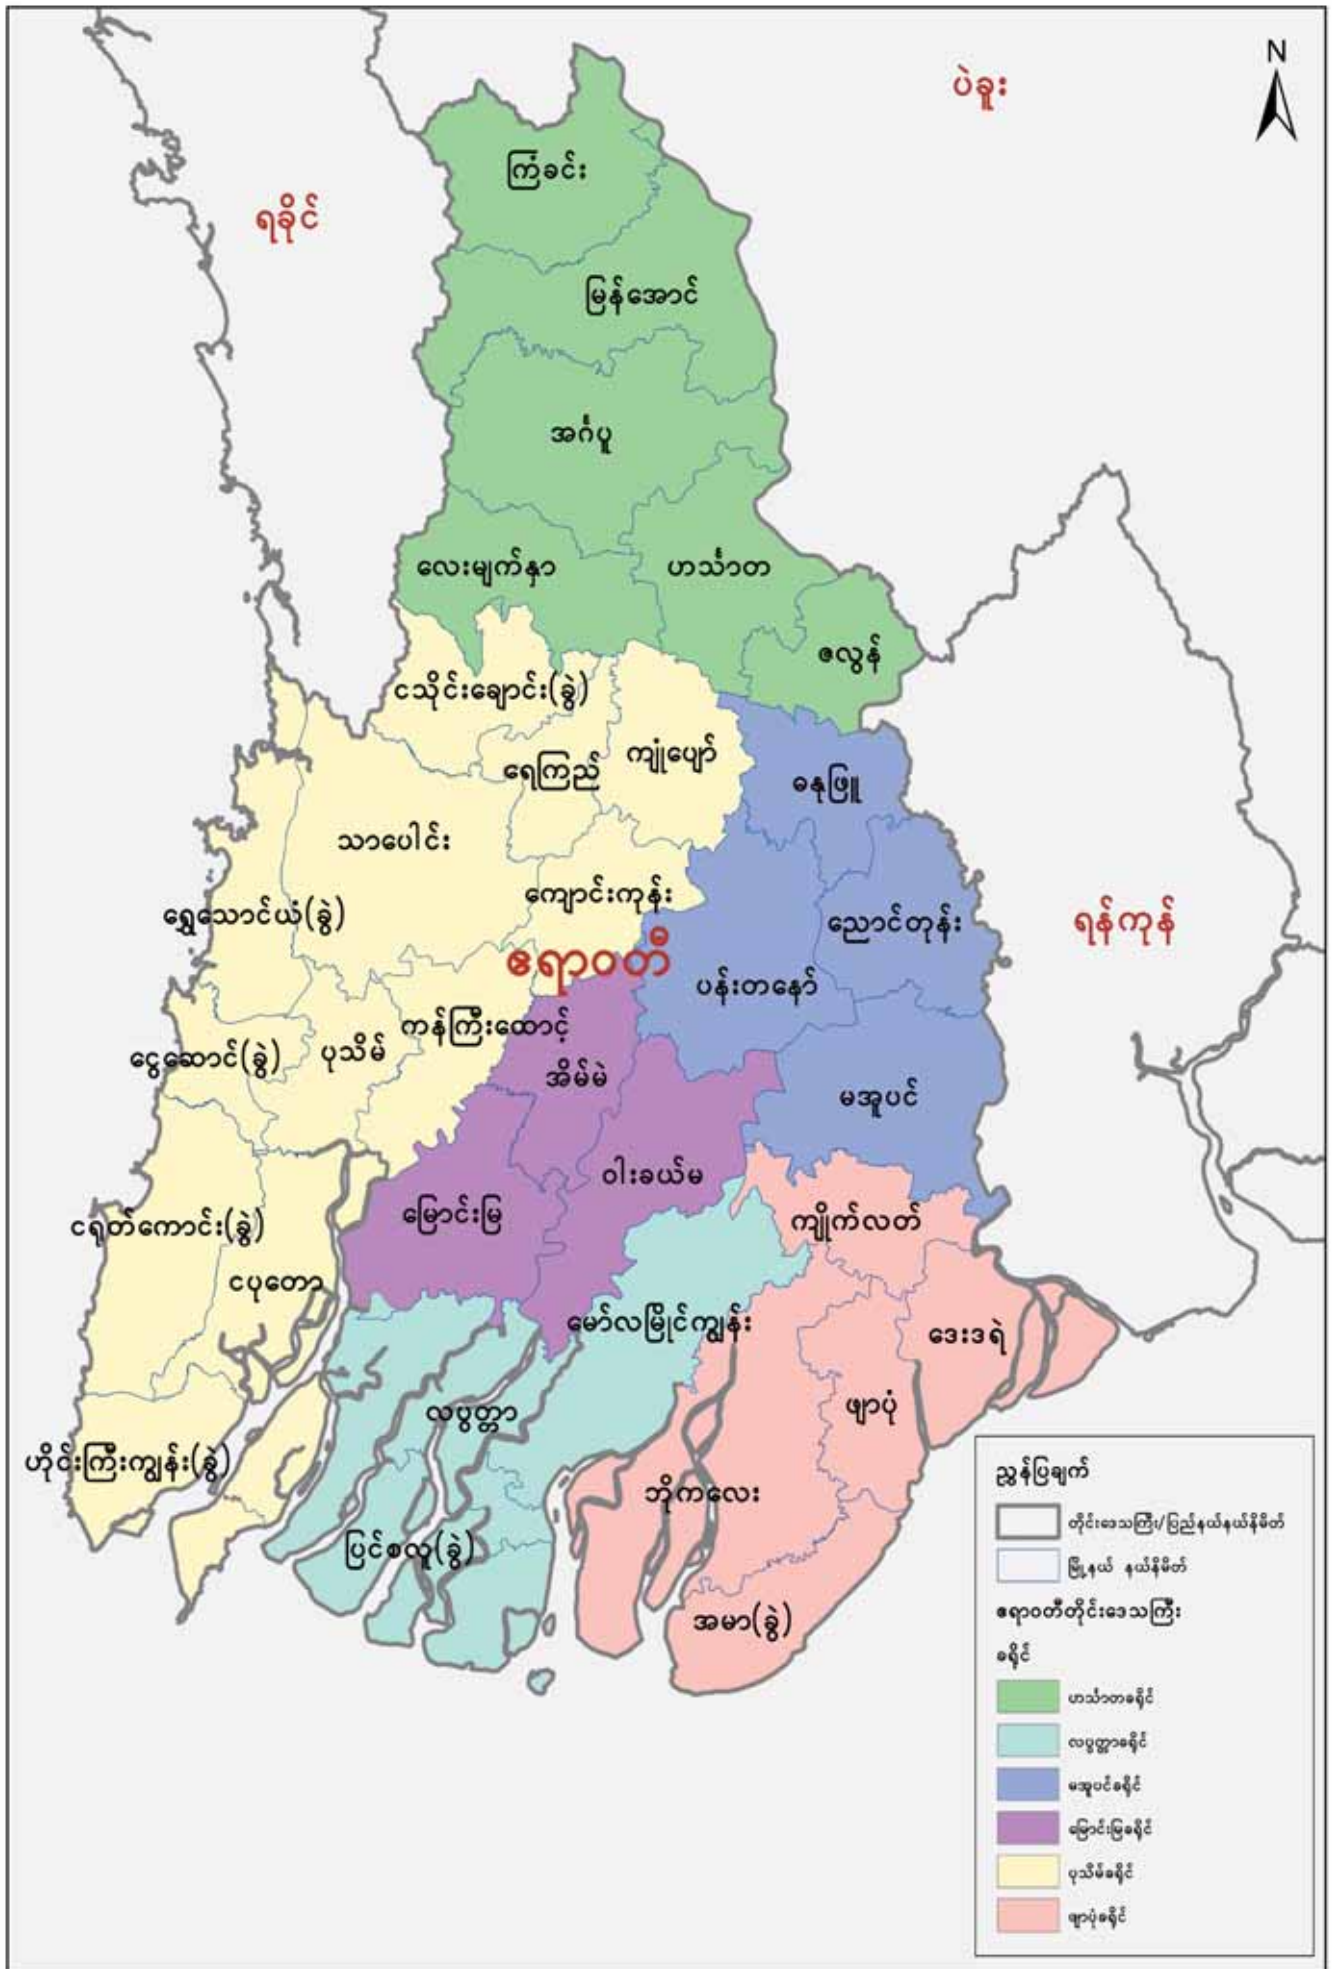 N
ပဲခူး
ကြံခင်း
ရခိုင်
မြန်အောင်
အင်္ဂပူ
လေးမျက်နှာ
ဟင်္သာတ
ဇလွန်
ငသိုင်းချောင်း(ခွဲ)
ရေကြည်
ကျုံပျော်
ဓနုဖြူ
သာပေါင်း
ကျောင်းကုန်း
ရွှေသောင်ယံ(ခွဲ)
ညောင်တုန်း
ရန်ကုန်
ဧရာဝတီ
ပန်းတနော်
ကန်ကြီးထောင့်
ငွေဆောင်(ခွဲ)
ပုသိမ်
အိမ်မဲ
မအူပင်
ဝါးခယ်မ
မြောင်းမြ
ကျိုက်လတ်
ငရုတ်ကောင်း(ခွဲ)
ငပုတော
မော်လမြိုင်ကျွန်း
ဒေးဒရဲ
လပွတ္တာ
ဖျာပုံ
ဟိုင်းကြီးကျွန်း(ခွဲ)
ဘိုကလေး
ပြင်စလူ(ခွဲ)
အမာ(ခွဲ)
ညွှန်ပြချက်
တိုင်းဒေသကြီး/ပြည်နယ်နယ်နိမိတ်
မြို့နယ် နယ်နိမိတ်
ဧရာဝတီတိုင်းဒေသကြီး
ခရိုင်
ဟင်္သာတခရိုင်
လပွတ္တာခရိုင်
မအူပင်ခရိုင်
မြောင်းမြခရိုင်
ပုသိမ်ခရိုင်
ဖျာပုံခရိုင်